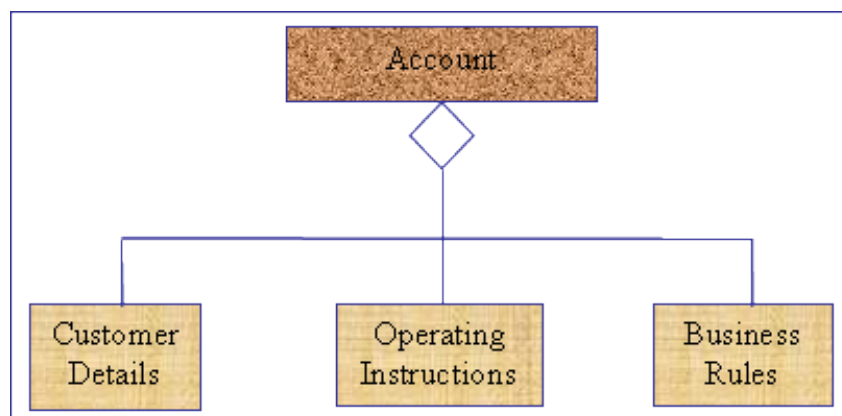 Account
Customer
Details
Operating
Instructions
Business
Rules